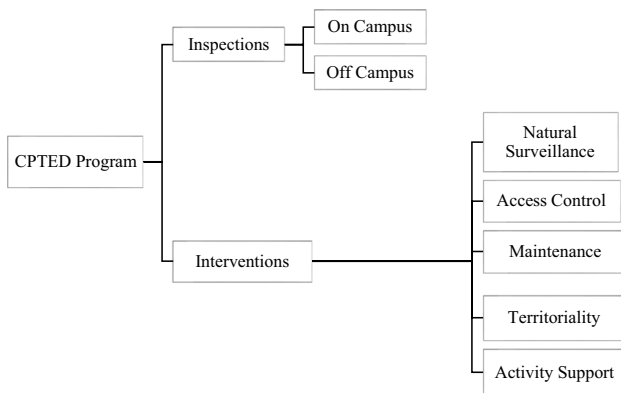 On Campus
Inspections
Off Campus
CPTED Program
Natural
Surveillance
Access Control
Maintenance
Interventions
Territoriality
Activity Support